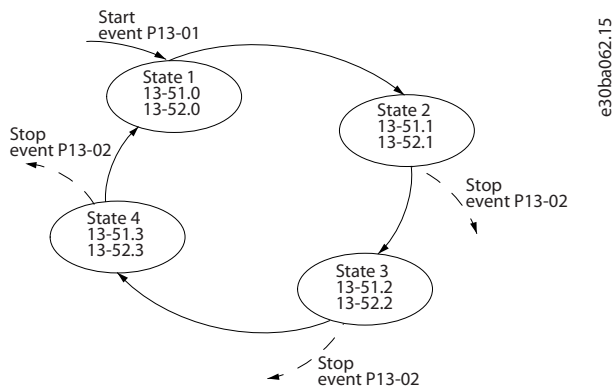 Start
event P13-01
State 1
13-51.0
13-52.0
State 2
13-51.1
13-52.1
Stop
event P13-02
State 3
13-51.2
13-52.2
Stop
event P13-02
State 4
13-51.3
13-52.3
Stop
event P13-02
e30ba062.15